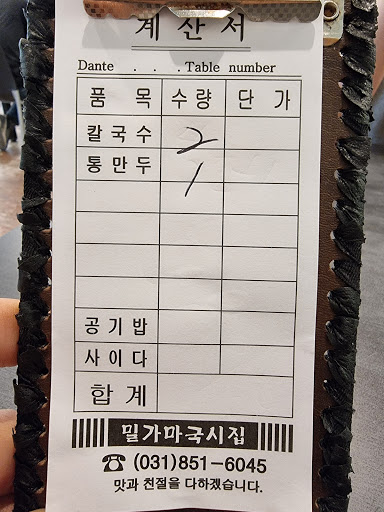 계 산 서
Dante . . . Table number
품 목 수 량 단 가
칼국수 2
통만두 1
공기밥
사이다
합 계
밀가마국시집
☎ (031)851-6045
맛과 친절을 다하겠습니다.